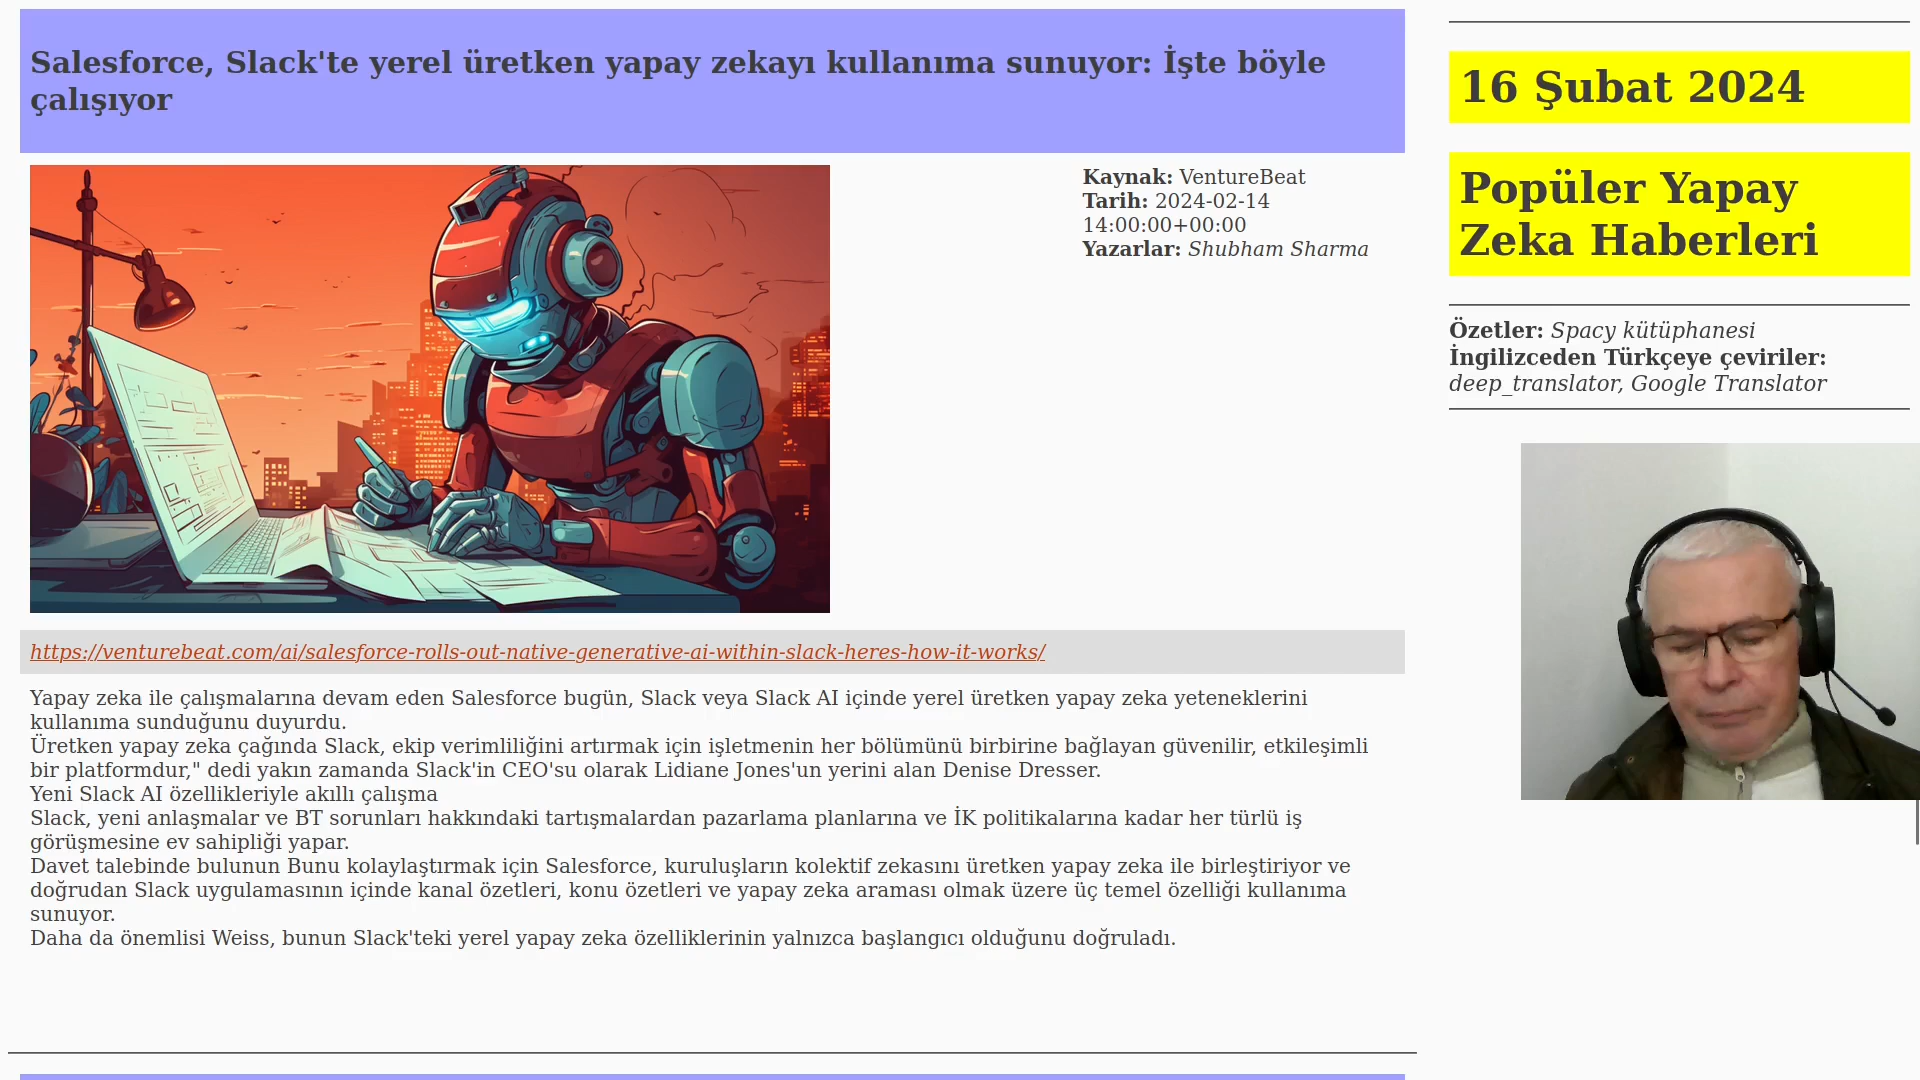 Salesforce, Slack'te yerel üretken yapay zekayı kullanıma sunuyor: İşte böyle
çalışıyor
Kaynak: VentureBeat
Tarih: 2024-02-14
14:00:00+00:00
Yazarlar: Shubham Sharma
https://venturebeat.com/ai/salesforce-rolls-out-native-generative-ai-within-slack-heres-how-it-works/
Yapay zeka ile çalışmalarına devam eden Salesforce bugün, Slack veya Slack AI içinde yerel üretken yapay zeka yeteneklerini
kullanıma sunduğunu duyurdu.
Üretken yapay zeka çağında Slack, ekip verimliliğini artırmak için işletmenin her bölümünü birbirine bağlayan güvenilir, etkileşimli
bir platformdur," dedi yakın zamanda Slack'in CEO'su olarak Lidiane Jones'un yerini alan Denise Dresser.
Yeni Slack AI özellikleriyle akıllı çalışma
Slack, yeni anlaşmalar ve BT sorunları hakkındaki tartışmalardan pazarlama planlarına ve İK politikalarına kadar her türlü iş
görüşmesine ev sahipliği yapar.
Davet talebinde bulunun Bunu kolaylaştırmak için Salesforce, kuruluşların kolektif zekasını üretken yapay zeka ile birleştiriyor ve
doğrudan Slack uygulamasının içinde kanal özetleri, konu özetleri ve yapay zeka araması olmak üzere üç temel özelliği kullanıma
sunuyor.
Daha da önemlisi Weiss, bunun Slack'teki yerel yapay zeka özelliklerinin yalnızca başlangıcı olduğunu doğruladı.
16 Şubat 2024
Popüler Yapay
Zeka Haberleri
Özetler: Spacy kütüphanesi
İngilizceden Türkçeye çeviriler:
deep_translator, Google Translator